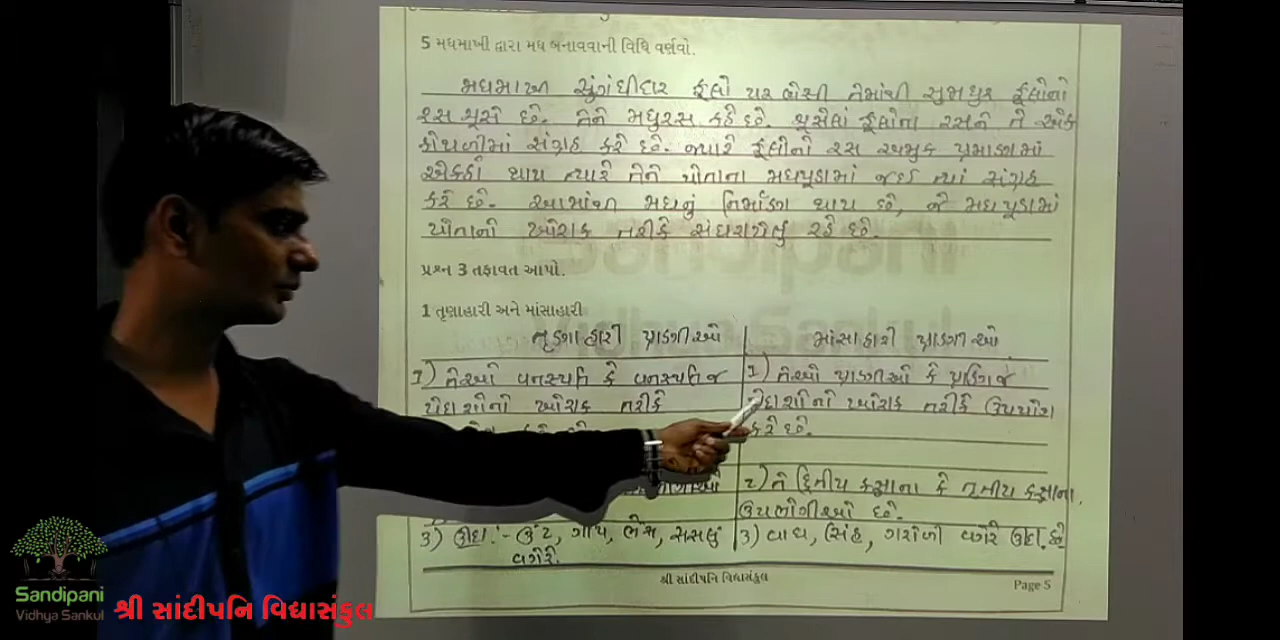 5 મધમાખી દ્વારા મધ બનાવવાની વિધિ વર્ણવો.
મધમાખી સુગંધીદાર ફૂલો પર બેસી તેમાંથી સુમધુર ફૂલોનો
રસ ચૂસે છે. તેને મધુરસ કહે છે. ચૂસેલાં ફૂલોના રસને તે એક
કોથળીમાં સંગ્રહ કરે છે. જ્યારે ફૂલોનો રસ અમુક પ્રમાણમાં
એકઠો થાય ત્યારે તેને પોતાના મધપૂડામાં જઈ ત્યાં સંગ્રહ
કરે છે. આમાંથી મધનું નિર્માણ થાય છે, જે મધપૂડામાં
પોતાનો ખોરાક તરીકે સંઘરાયેલું રહે છે.
પ્રશ્ન 3 તફાવત આપો.
1 તૃણાહારી અને માંસાહારી
તૃણાહારી પ્રાણીઓ
માંસાહારી પ્રાણીઓ
1) તેઓ વનસ્પતિ કે વનસ્પતિજ
પેદાશોનો ખોરાક તરીકે
1) તેઓ પ્રાણીઓ કે પ્રાણિજ
પેદાશોનો ખોરાક તરીકે ઉપયોગ
કરે છે.
2) તે દ્વિતીય કક્ષાના કે તૃતીય કક્ષાના
ઉપભોગીઓ છે.
3) ઊદા :- ઊંટ, ગાય, ભેંસ, સસલું
વગેરે.
3) વાઘ, સિંહ, ગરોળી વગેરે ઊદા. છે
શ્રી સાંદીપનિ વિદ્યાસંકુલ
Page 5
Sandipani
Vidhya Sankul
શ્રી સાંદીપનિ વિદ્યાસંકુલ